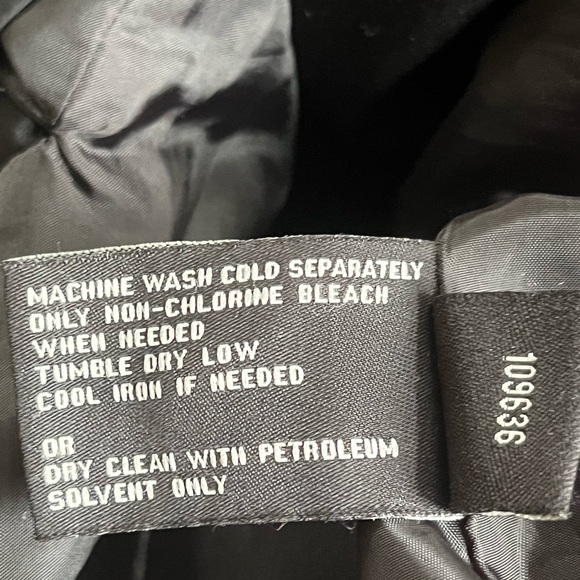 MACHINE WASH COLD SEPARATELY
ONLY NON-CHLORINE BLEACH
WHEN NEEDED
TUMBLE DRY LOW
COOL IRON IF NEEDED
OR
DRY CLEAN WITH PETROLEUM
SOLVENT ONLY
109636